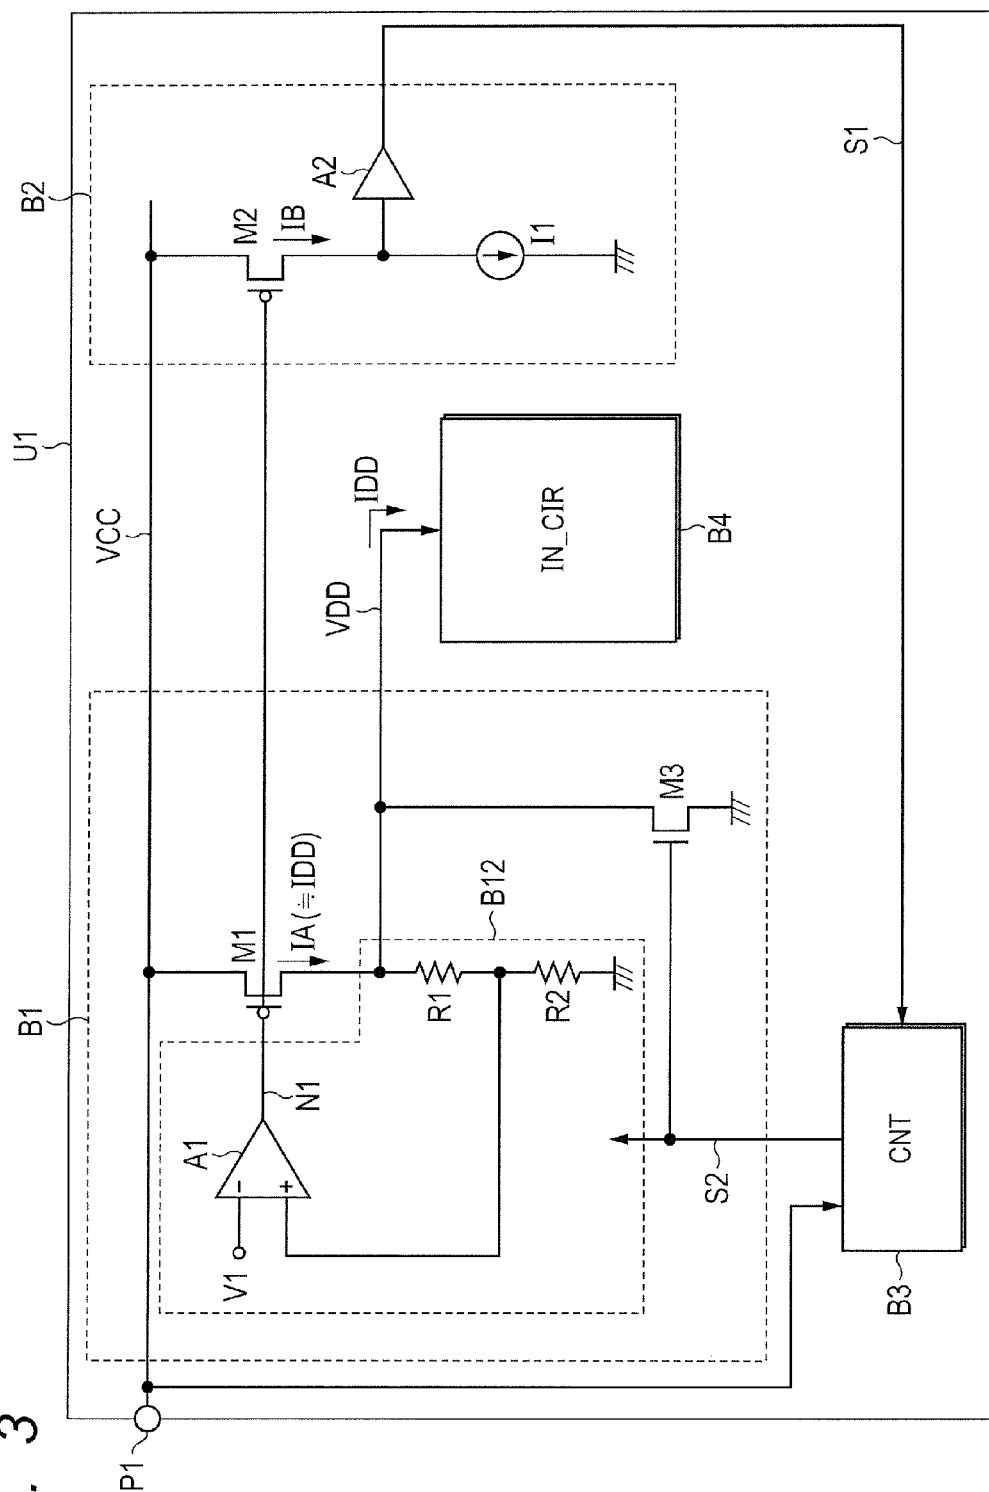 . 3
U1
P1
VCC
B1
B2
M1
IA(≒IDD)
M2
IB
A1
-
+
N1
V1
A2
VDD
IDD
I1
R1
R2
B12
IN_CIR
B4
M3
S2
S1
CNT
B3